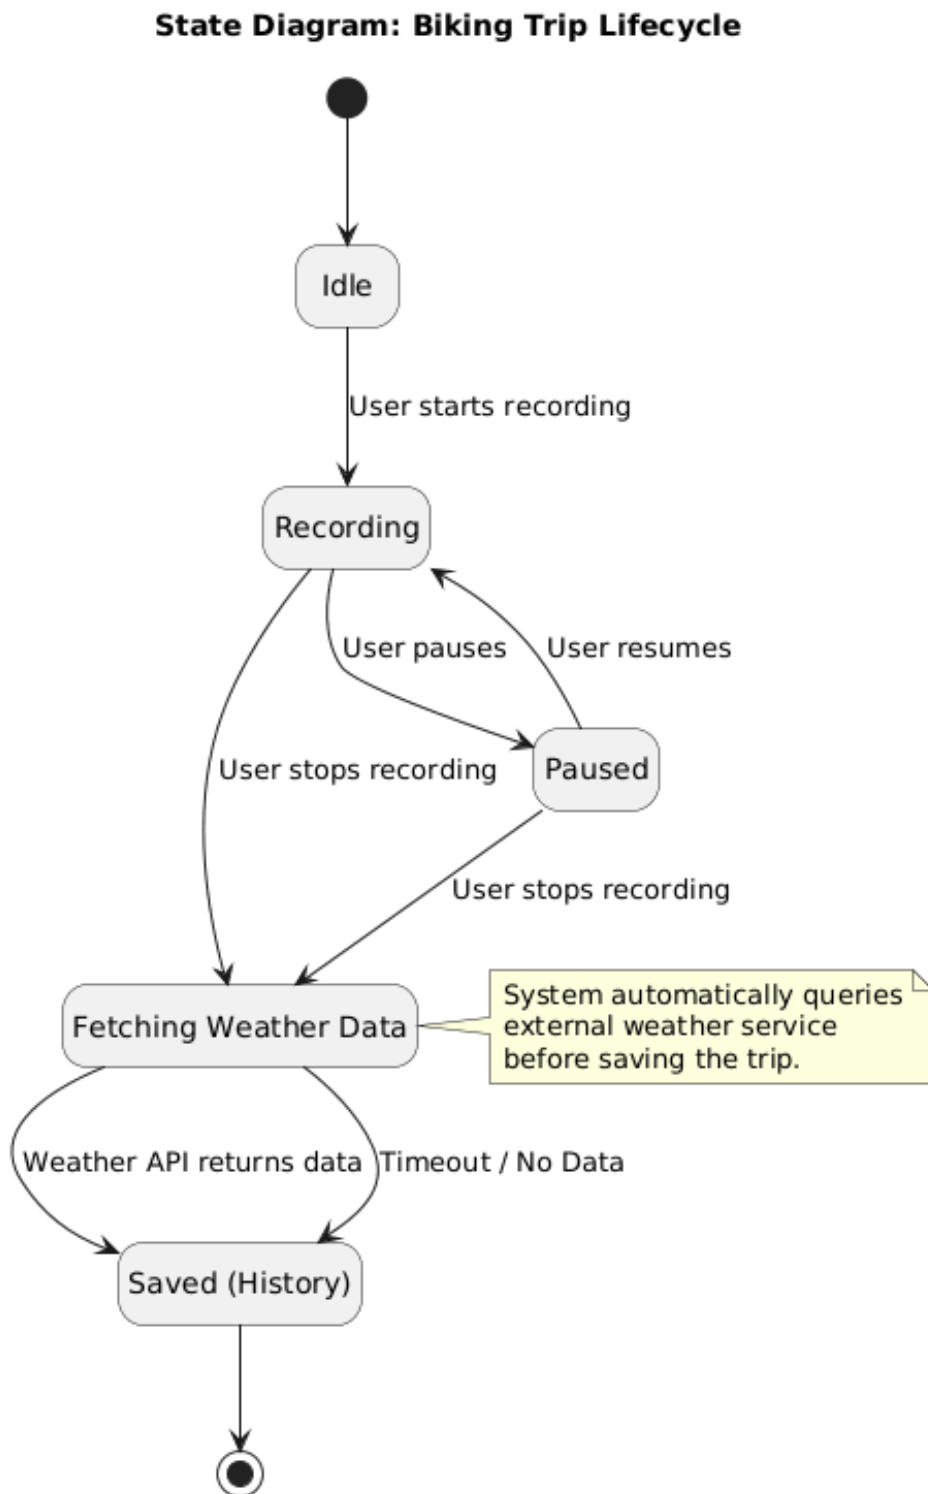 State Diagram: Biking Trip Lifecycle
Idle
User starts recording
Recording
User pauses
User resumes
User stops recording
Paused
User stops recording
Fetching Weather Data
System automatically queries
external weather service
before saving the trip.
Weather API returns data
Timeout / No Data
Saved (History)